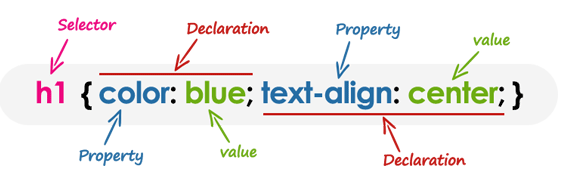 Selector
Declaration
Property
value
h1 { color: blue; text-align: center; }
Property
value
Declaration